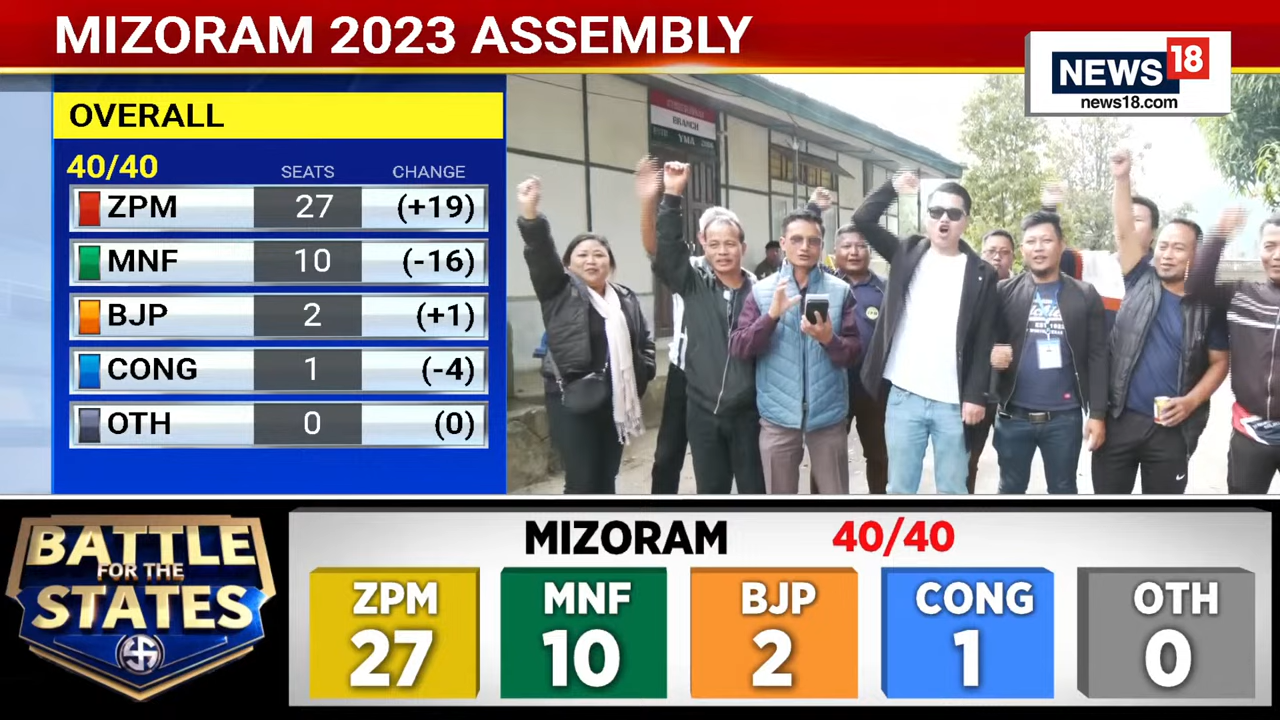 MIZORAM 2023 ASSEMBLY
NEWS 18
news18.com
OVERALL
40/40 SEATS CHANGE
ZPM 27 (+19)
MNF 10 (-16)
BJP 2 (+1)
CONG 1 (-4)
OTH 0 (0)
BRANCH
YMA
BATTLE
FOR THE
STATES
MIZORAM 40/40
ZPM MNF BJP CONG OTH
27 10 2 1 0